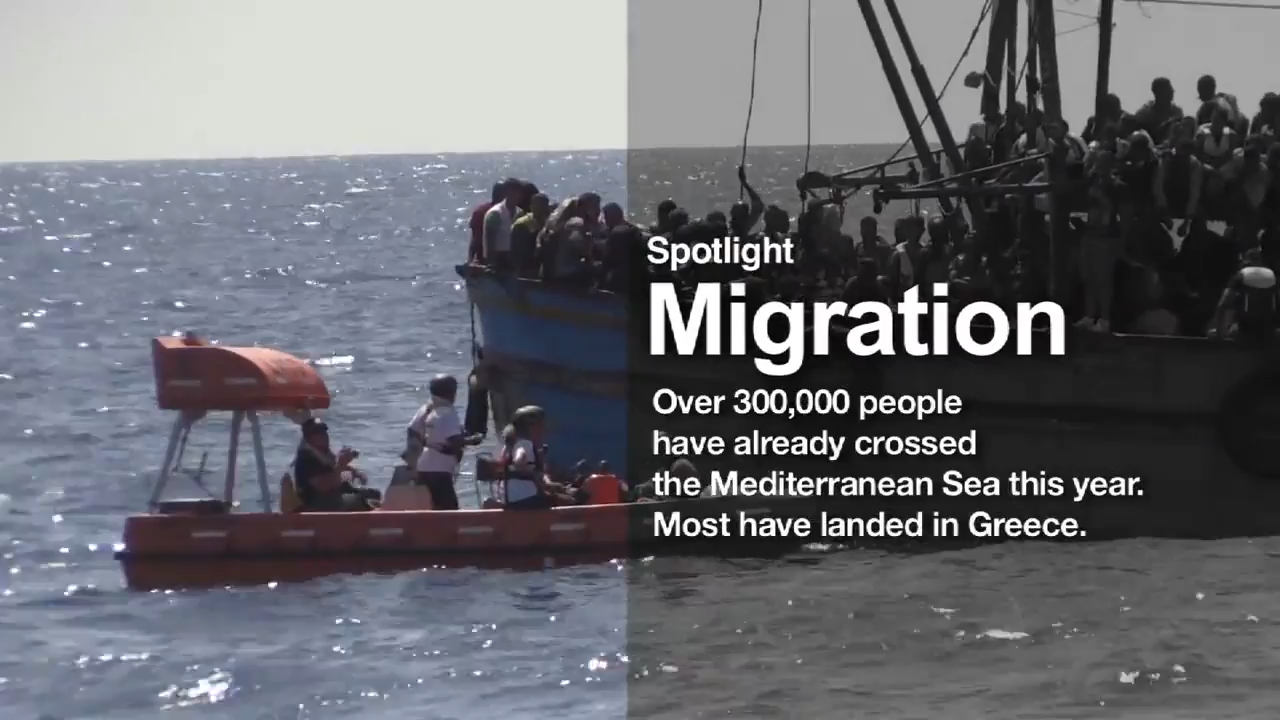 Spotlight
Migration
Over 300,000 people
have already crossed
the Mediterranean Sea this year.
Most have landed in Greece.